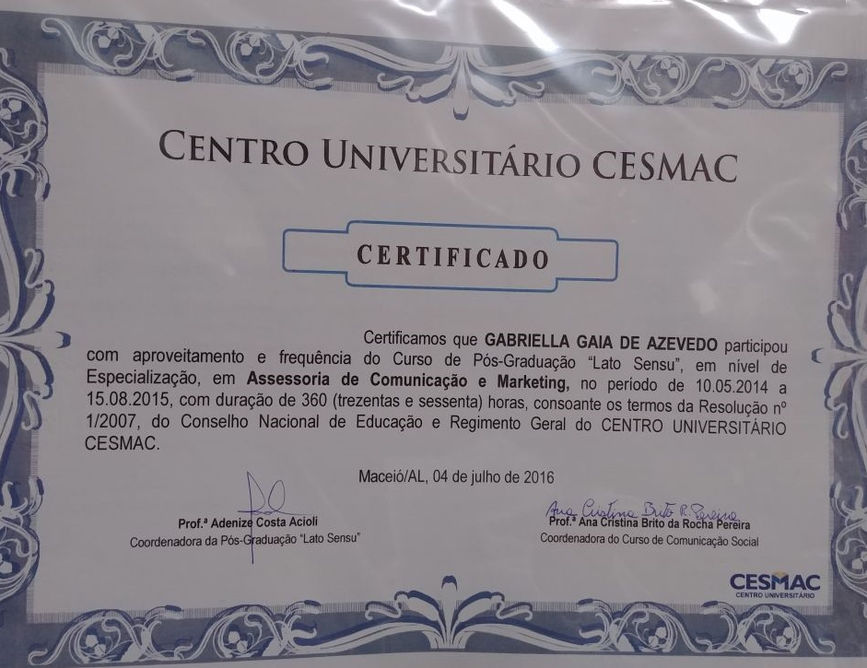 CENTRO UNIVERSITÁRIO CESMAC
CERTIFICADO
Certificamos que GABRIELLA GAIA DE AZEVEDO participou
com aproveitamento e frequência do Curso de Pós-Graduação “Lato Sensu”, em nível de
Especialização, em Assessoria de Comunicação e Marketing, no período de 10.05.2014 a
15.08.2015, com duração de 360 (trezentas e sessenta) horas, consoante os termos da Resolução nº
1/2007, do Conselho Nacional de Educação e Regimento Geral do CENTRO UNIVERSITÁRIO
CESMAC.
Maceió/AL, 04 de julho de 2016
Ana Cristina Brito R. Pereira
Prof.ª Adenize Costa Acioli
Coordenadora da Pós-Graduação “Lato Sensu”
Prof.ª Ana Cristina Brito da Rocha Pereira
Coordenadora do Curso de Comunicação Social
CESMAC
CENTRO UNIVERSITÁRIO